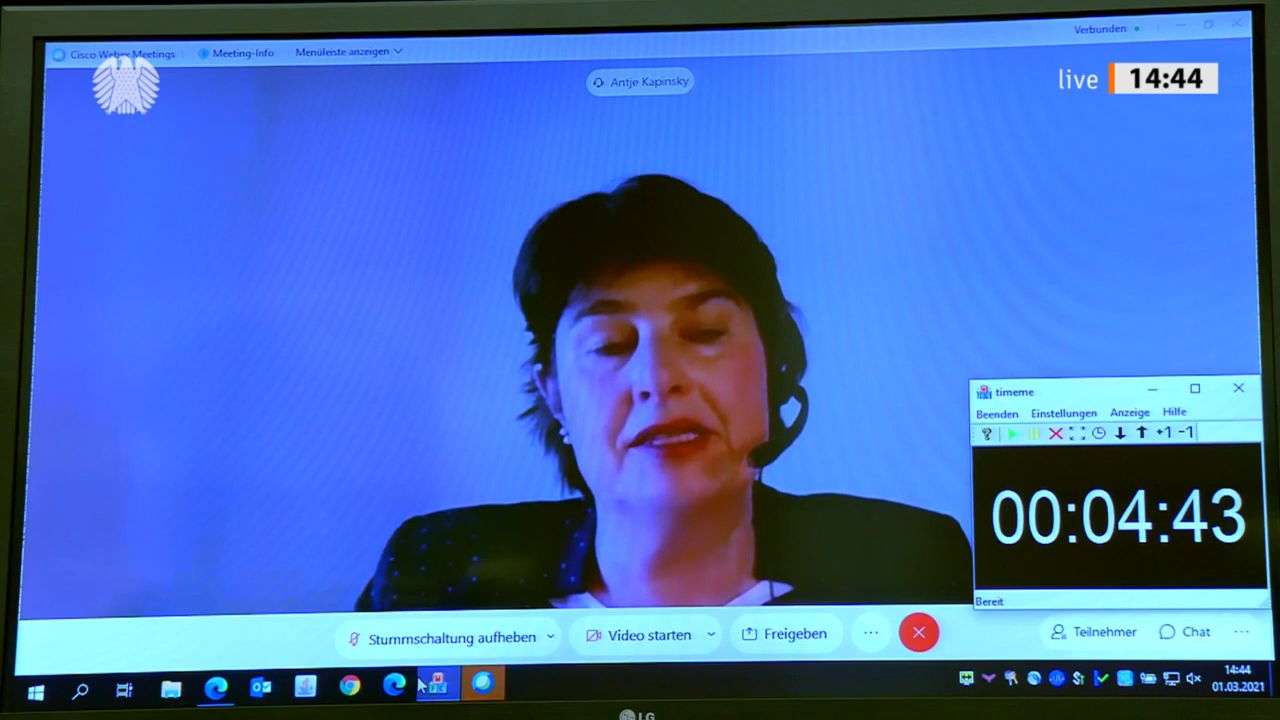 Cisco Webex Meetings
Meeting-Info
Menüleiste anzeigen
Verbunden
Antje Kapinsky
live 14:44
timeme
Beenden Einstellungen Anzeige Hilfe
+1 -1
00:04:43
Bereit
Stummschaltung aufheben
Video starten
Freigeben
Teilnehmer
Chat
14:44
01.03.2021
LG